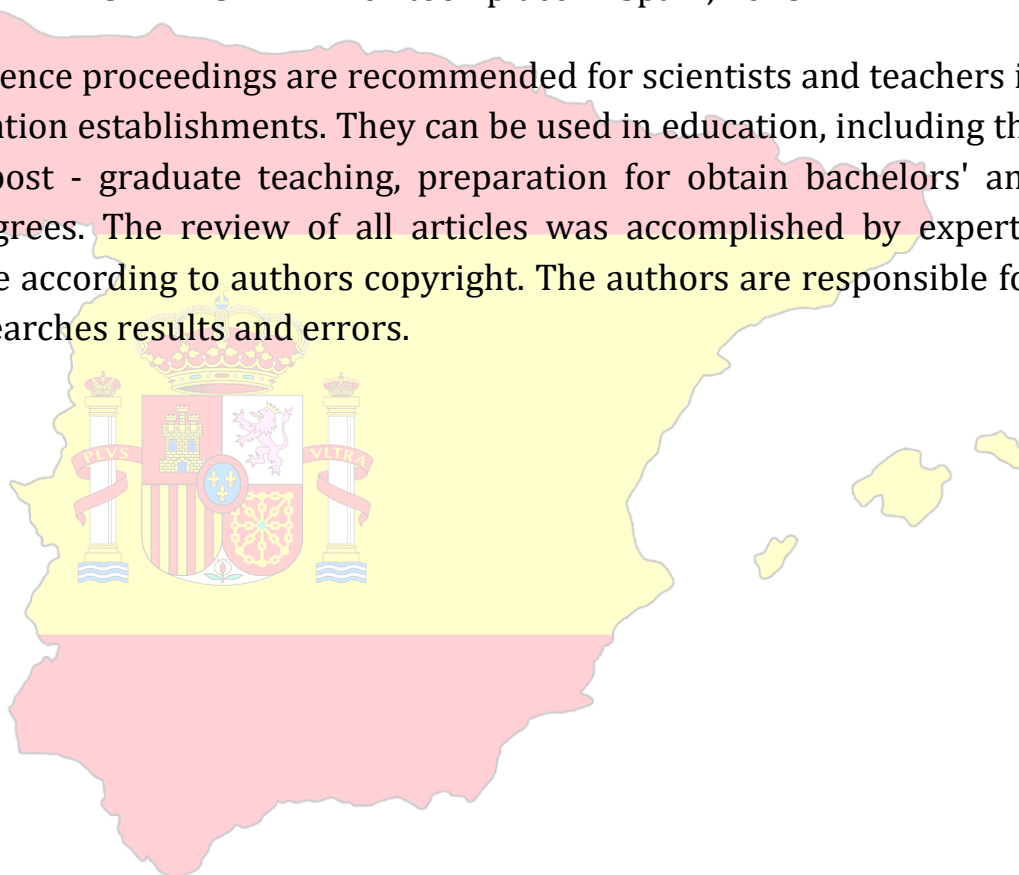 ence proceedings are recommended for scientists and teachers i
tion establishments. They can be used in education, including th
post - graduate teaching, preparation for obtain bachelors' an
grees. The review of all articles was accomplished by expert
e according to authors copyright. The authors are responsible fo
earches results and errors.
PLVS VLTRA